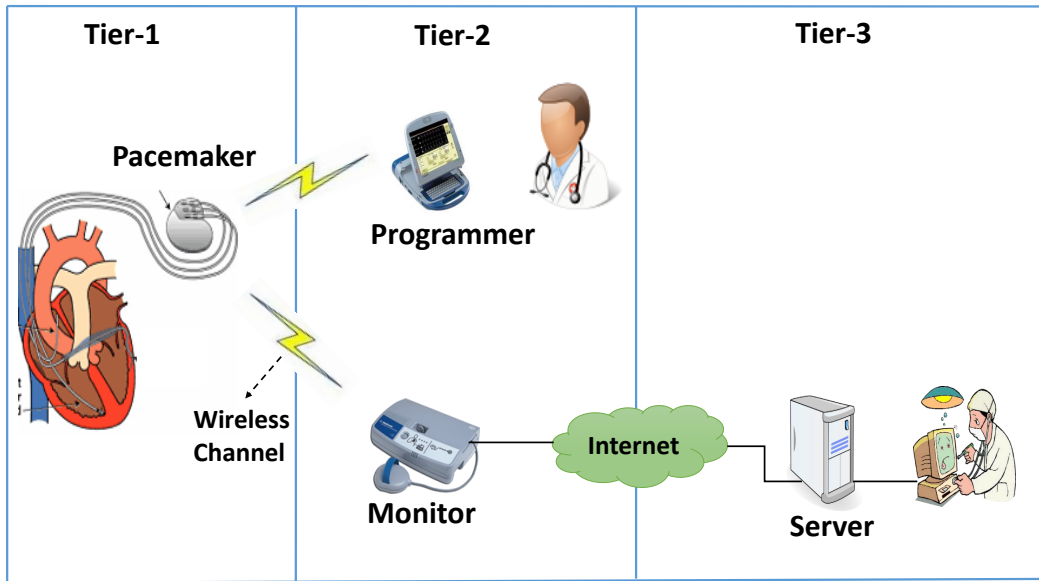 Tier-1
Tier-2
Tier-3
Pacemaker
Programmer
Wireless
Channel
Internet
Monitor
Server
t
r
d